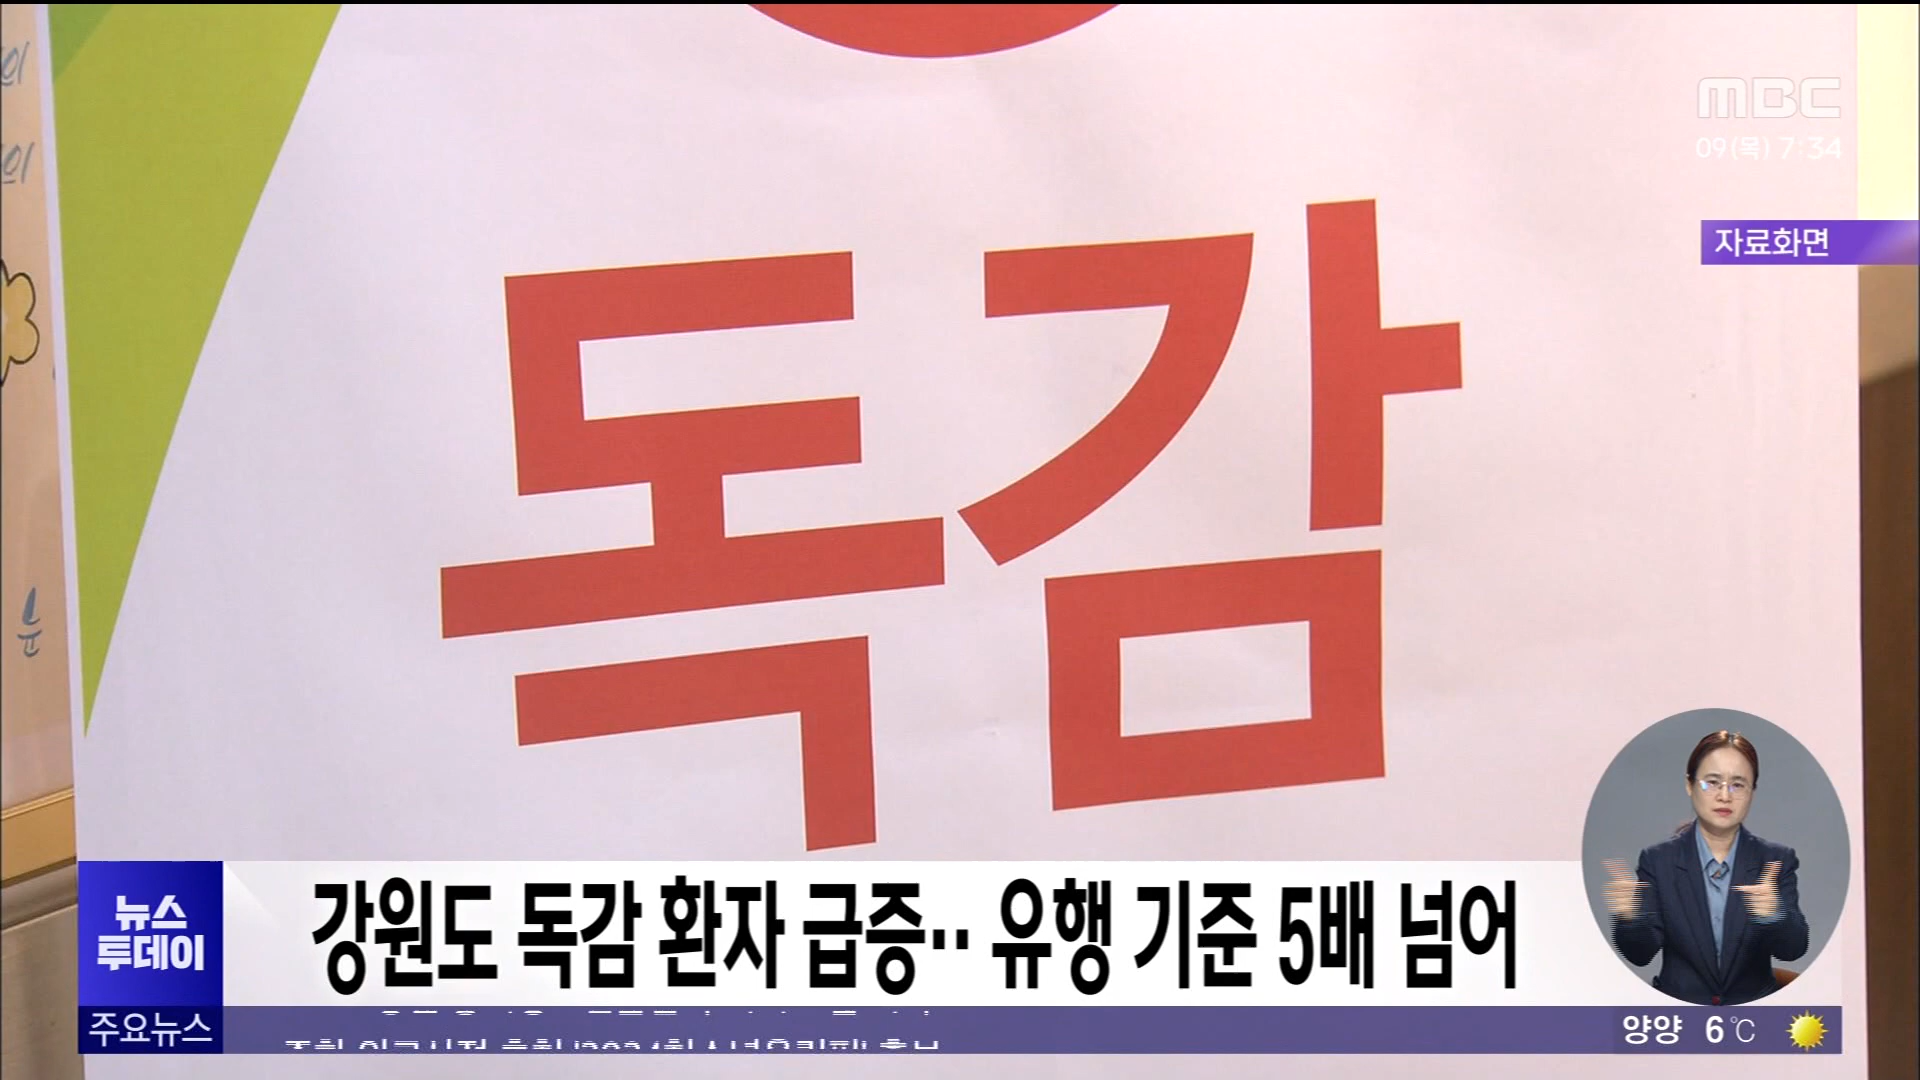 MBC
09(목) 7:34
자료화면
독감
뉴스
투데이
강원도 독감 환자 급증‥ 유행 기준 5배 넘어
주요뉴스
양양 6℃
눈